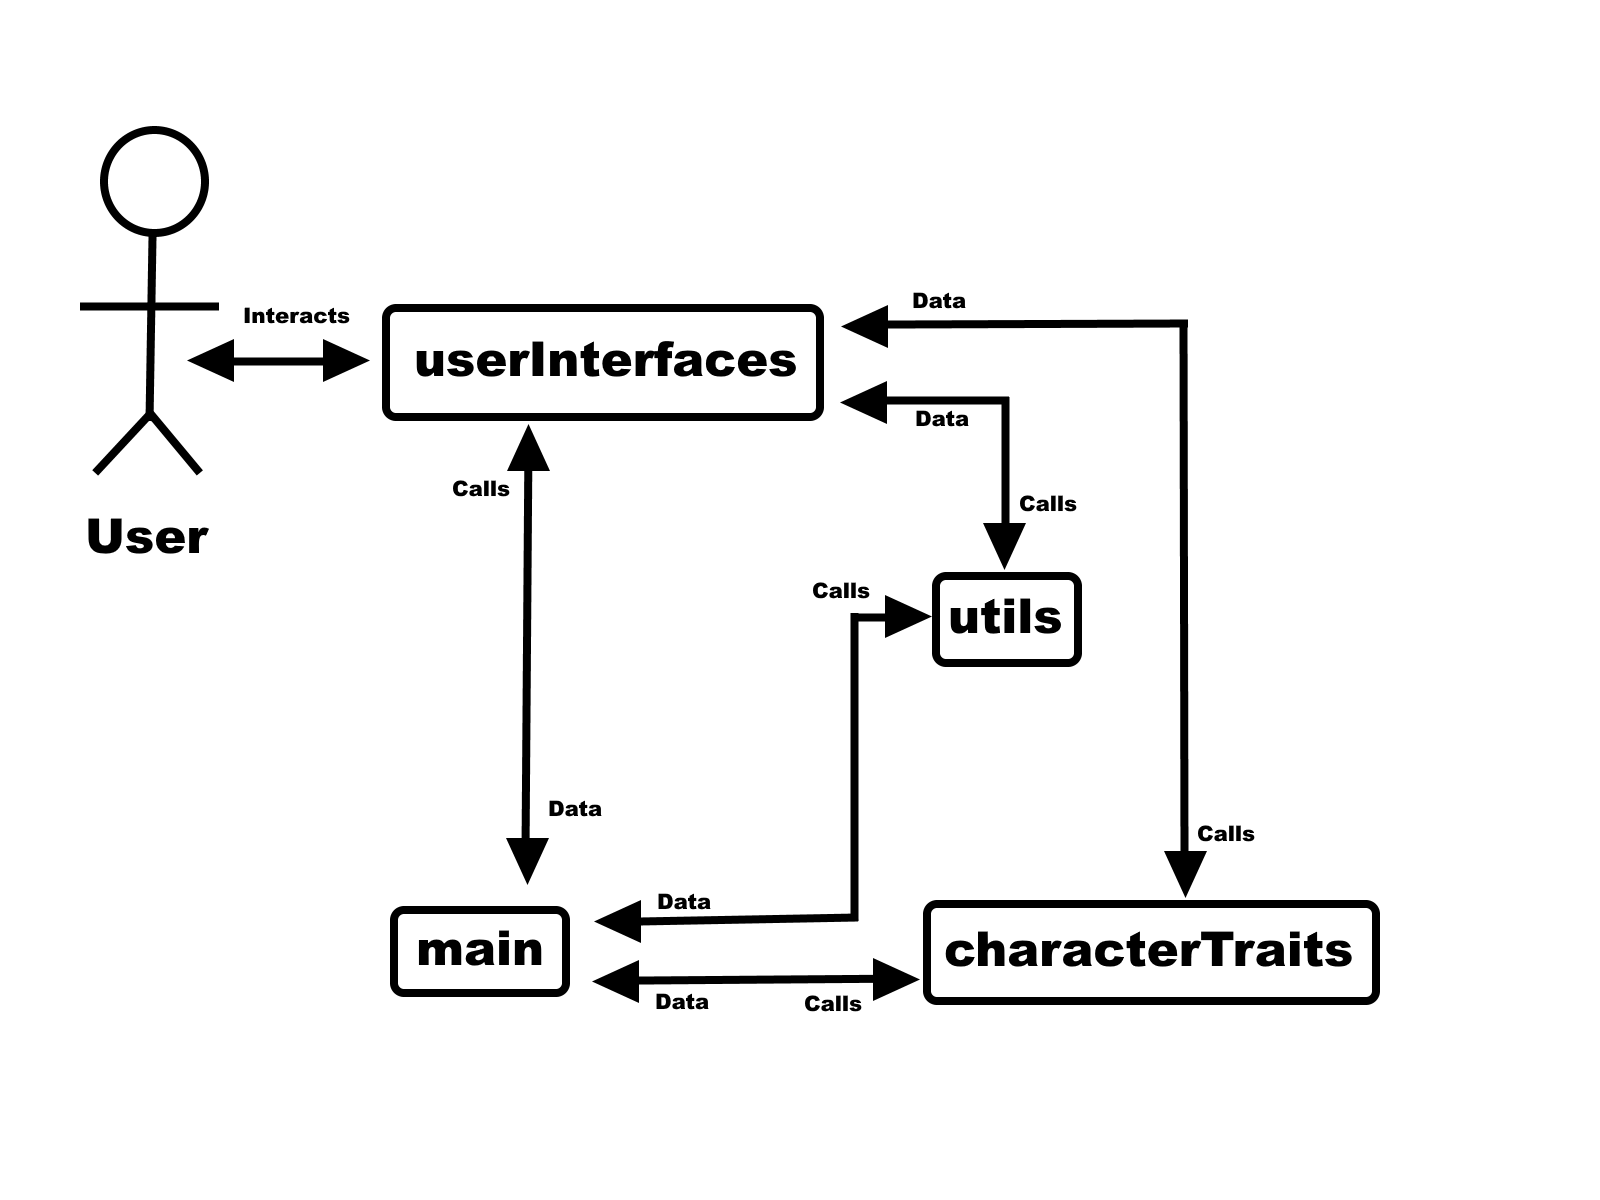 Data
Interacts
userInterfaces
Data
Calls
Calls
User
Calls
utils
Data
Calls
Data
main
characterTraits
Data
Calls